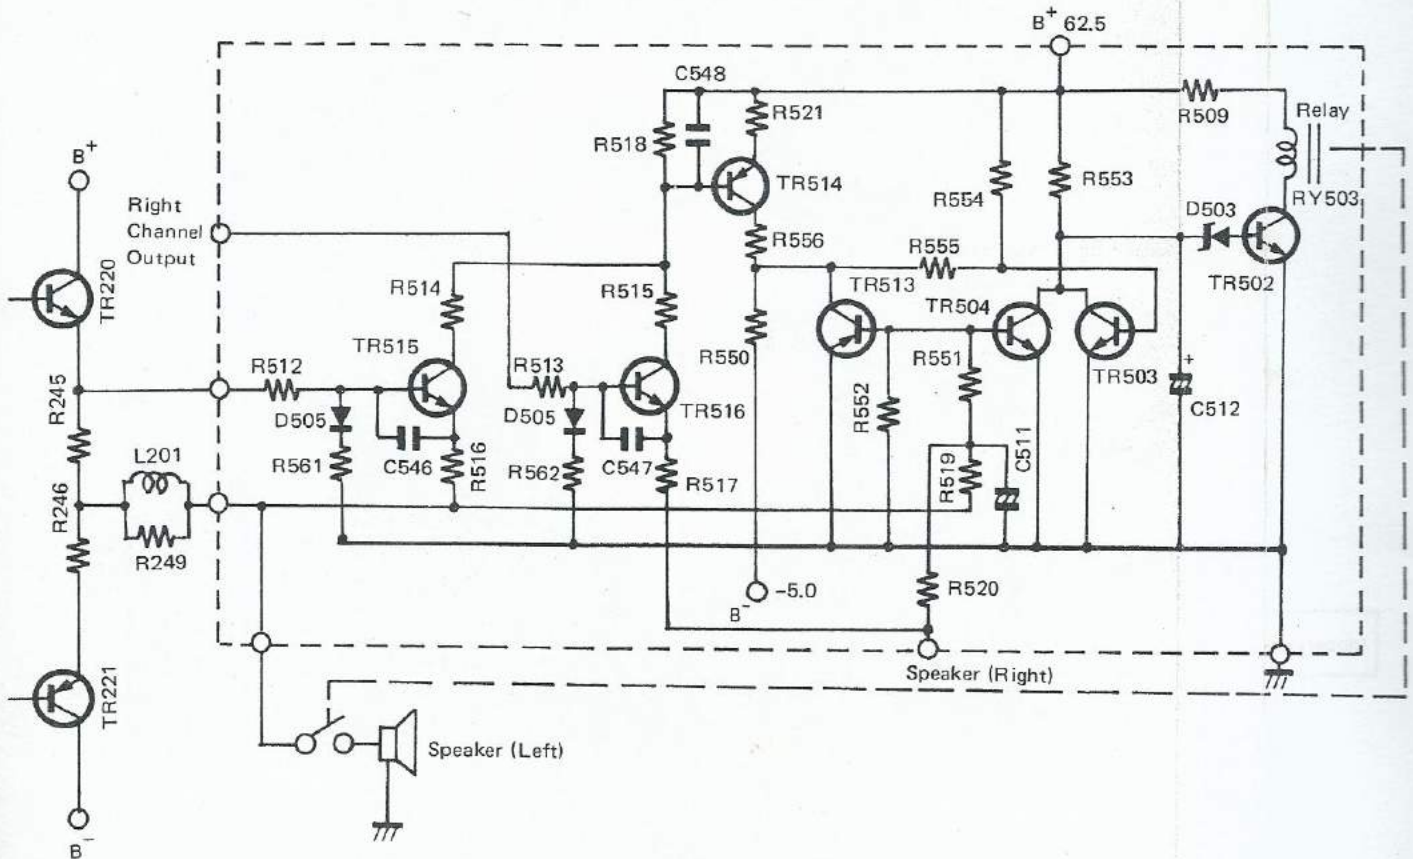 B+ 62.5
C548
R521
R518
TR514
R509
Relay
RY503
B+
Right
Channel
Output
R554
R553
D503
TR502
R556
R555
TR220
R514
R515
TR513
TR504
R550
R551
TR503
C512
TR515
R512
R513
TR516
R552
R245
D505
D505
C546
C547
R561
R516
R562
R517
R519
C511
L201
R246
R249
R520
B- -5.0
Speaker (Right)
TR221
Speaker (Left)
B-